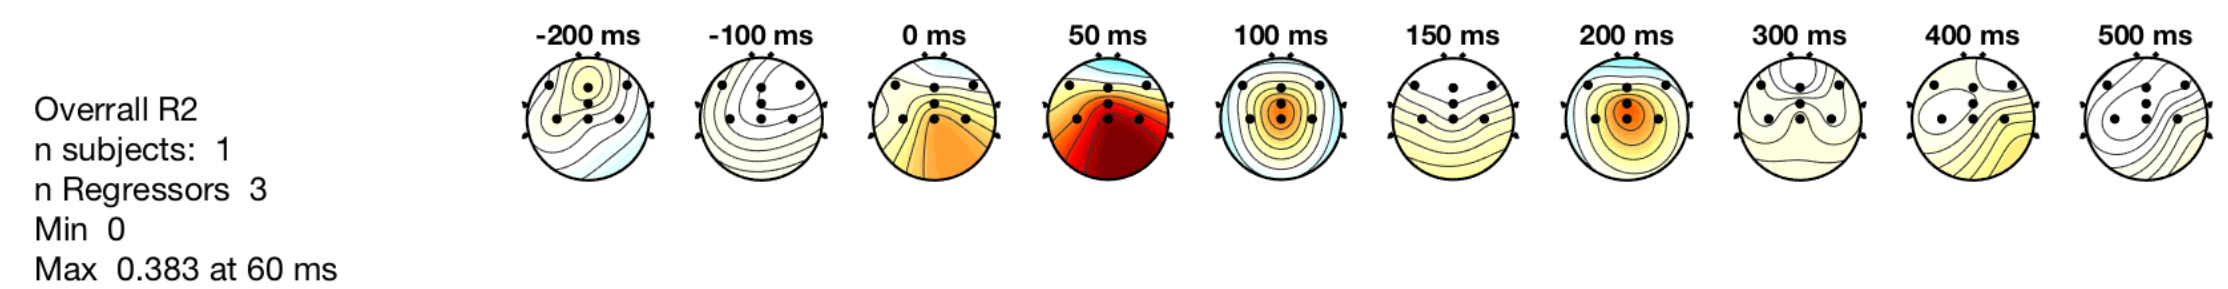 -200 ms -100 ms 0 ms 50 ms 100 ms 150 ms 200 ms 300 ms 400 ms 500 ms
Overrall R2
n subjects: 1
n Regressors 3
Min 0
Max 0.383 at 60 ms